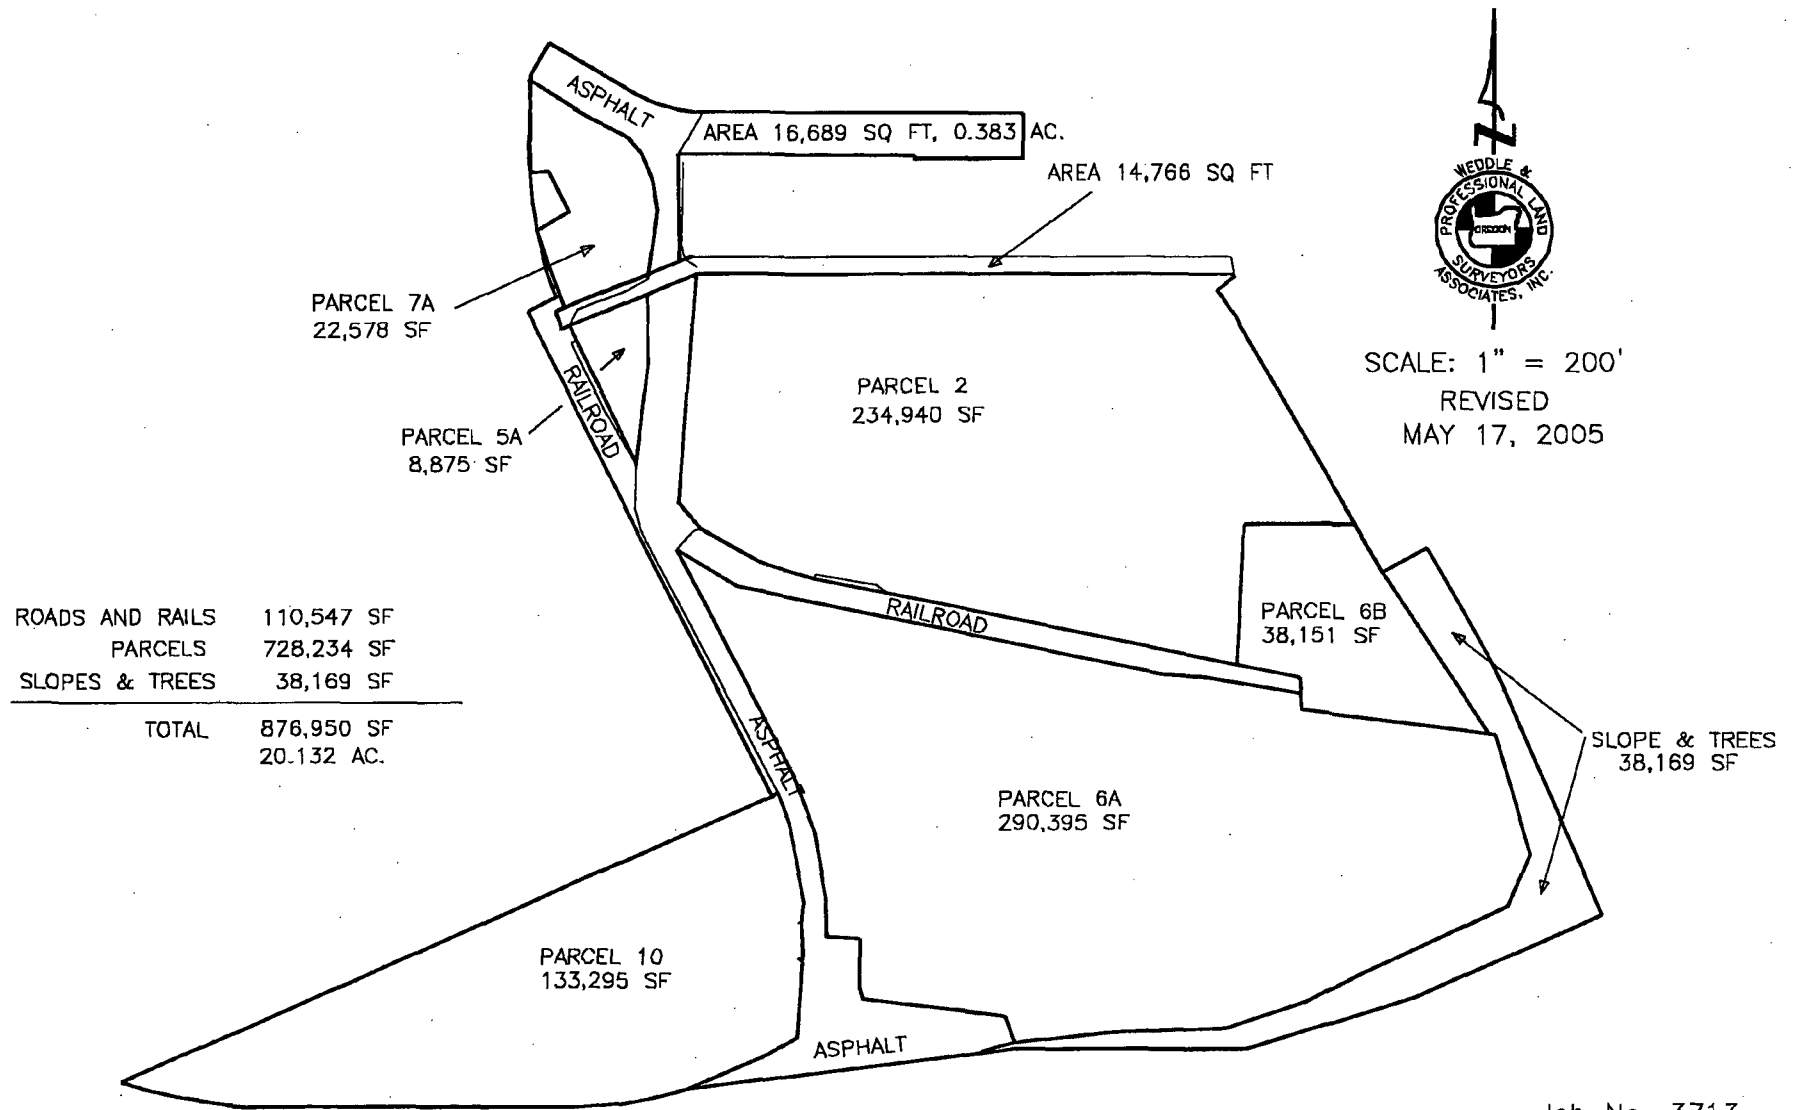 ASPHALT
AREA 16,689 SQ FT, 0.383 AC.
AREA 14,766 SQ FT
WEDDLE &
ASSOCIATES, INC.
PROFESSIONAL LAND
SURVEYORS
OREGON
N
SCALE: 1" = 200'
REVISED
MAY 17, 2005
PARCEL 7A
22,578 SF
RAILROAD
PARCEL 5A
8,875 SF
PARCEL 2
234,940 SF
RAILROAD
PARCEL 6B
38,151 SF
ROADS AND RAILS 110,547 SF
PARCELS 728,234 SF
SLOPES & TREES 38,169 SF
TOTAL 876,950 SF
20.132 AC.
ASPHALT
SLOPE & TREES
38,169 SF
PARCEL 6A
290,395 SF
PARCEL 10
133,295 SF
ASPHALT
Job No. 3713